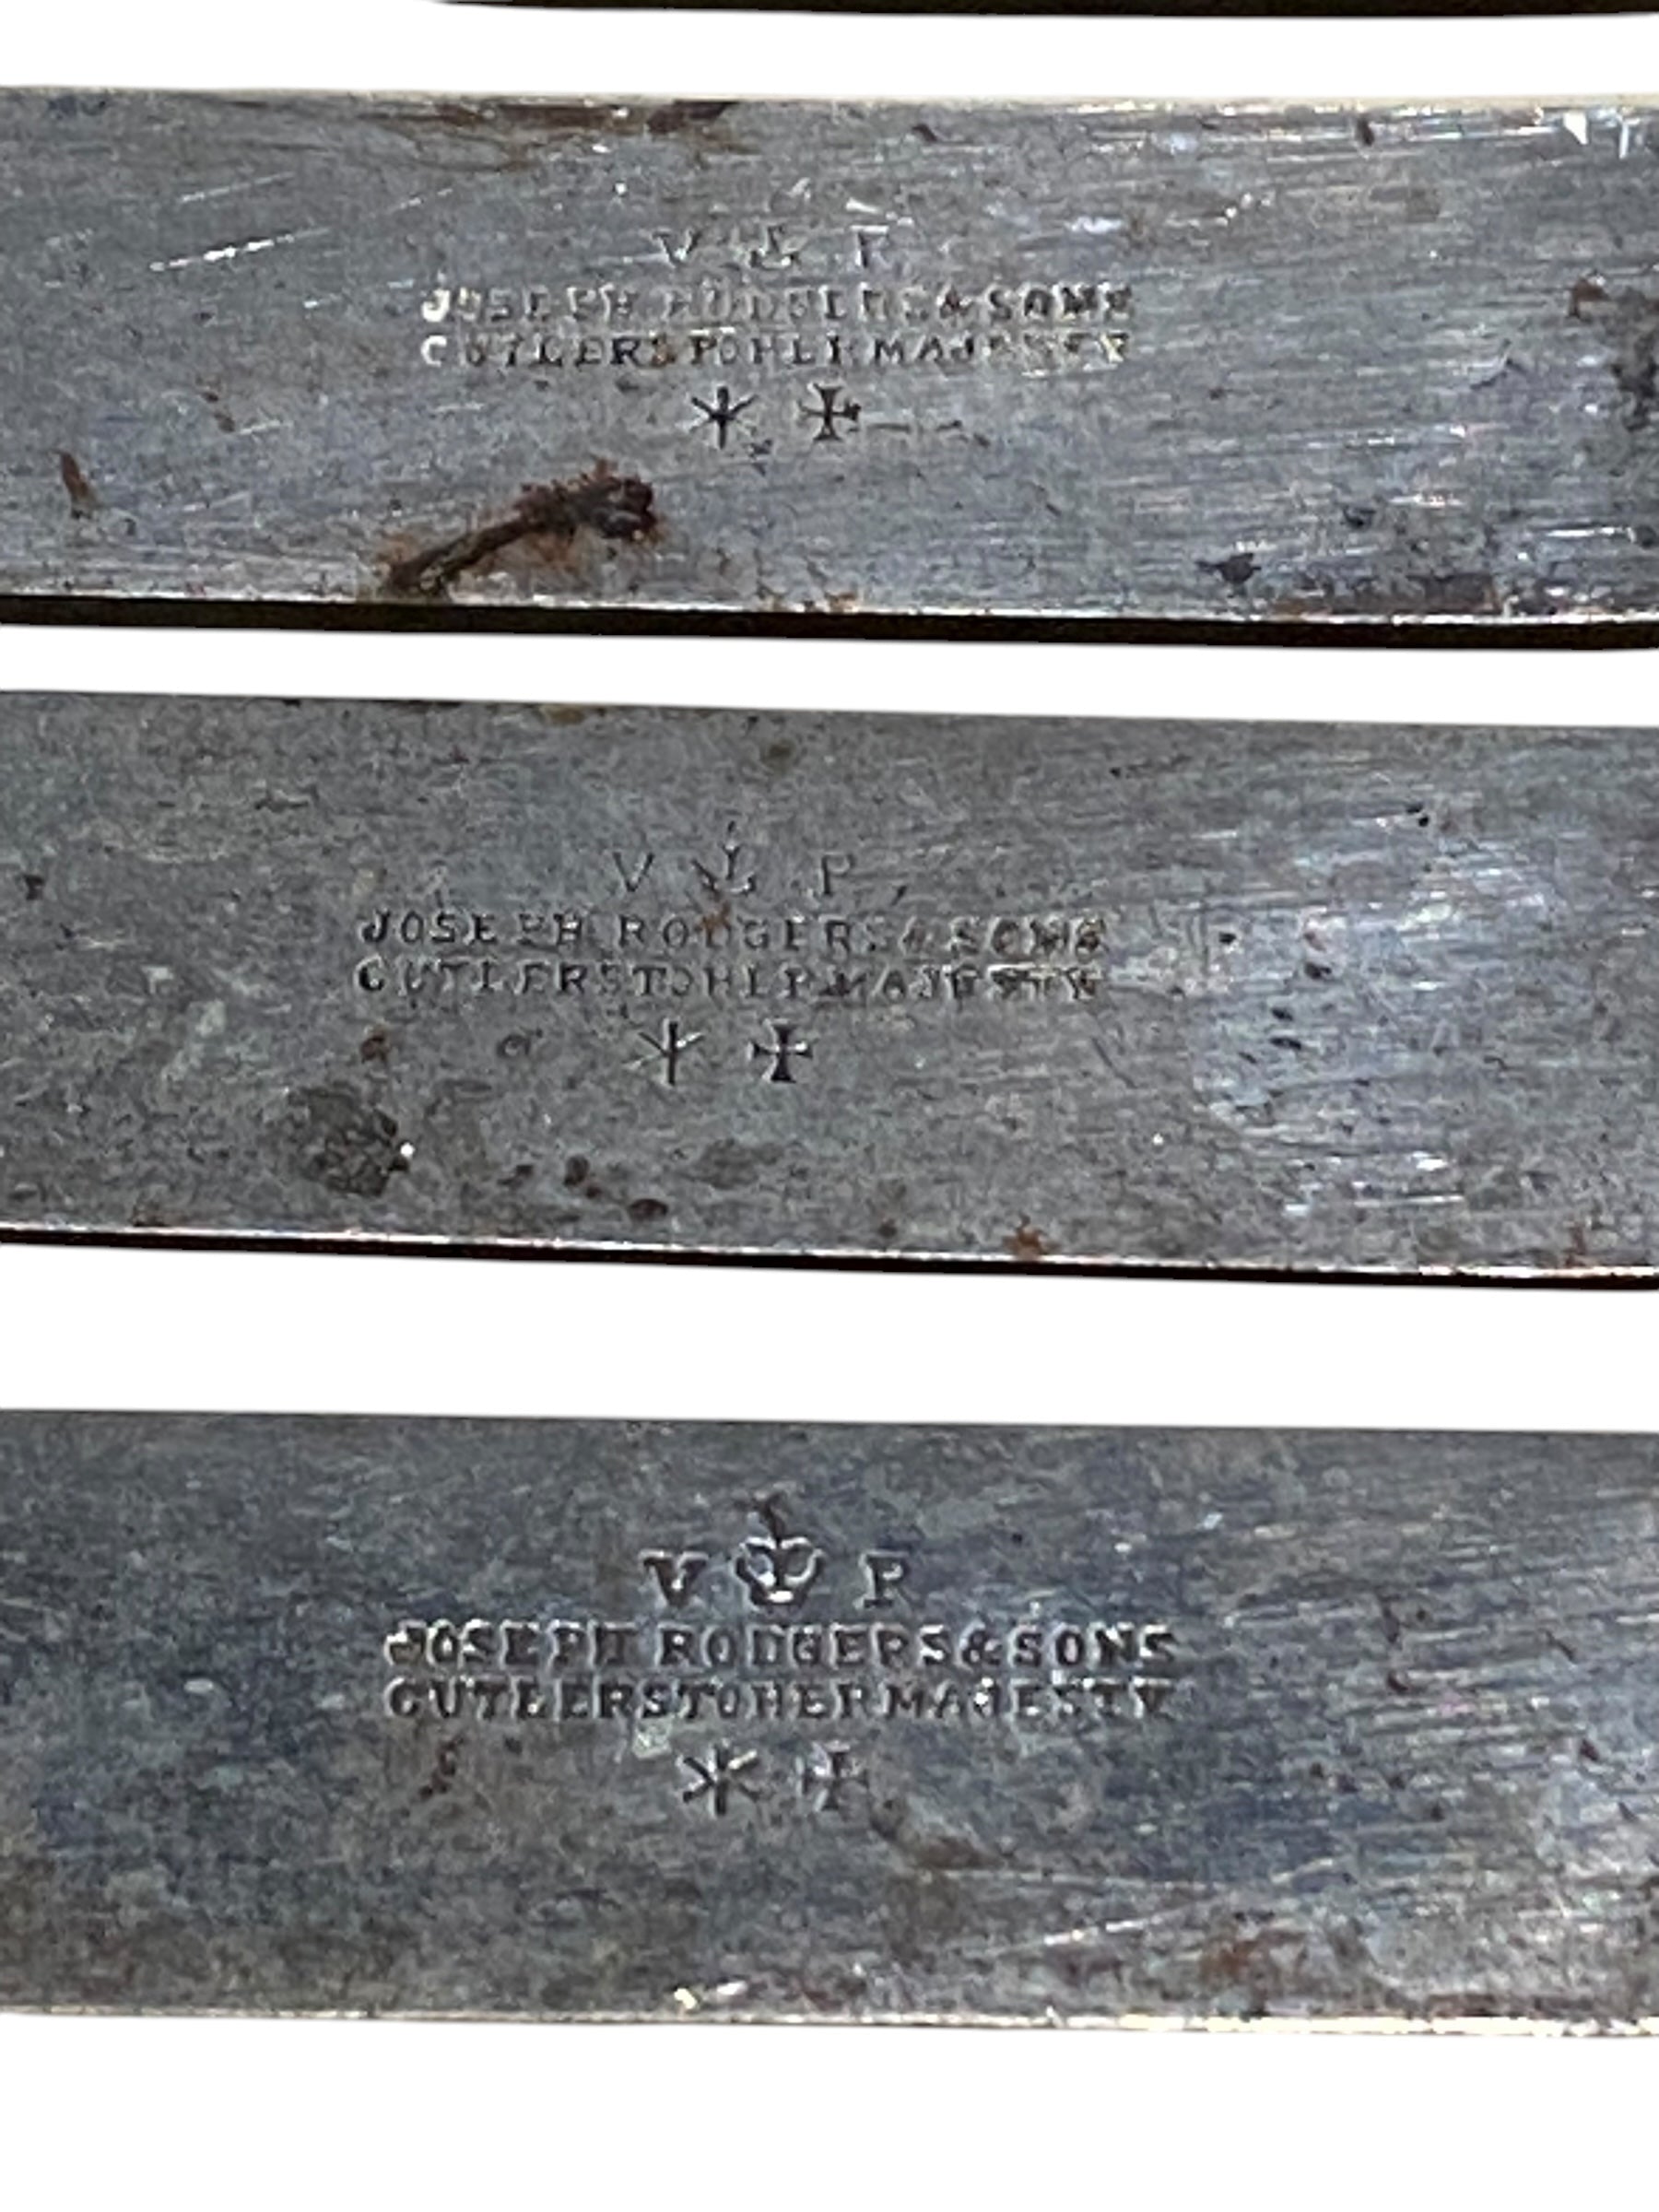 V R
JOSEPH RODGERS & SONS
CUTLERS TO HER MAJESTY
V R
JOSEPH RODGERS & SONS
CUTLERS TO HER MAJESTY
V R
JOSEPH RODGERS & SONS
CUTLERS TO HER MAJESTY